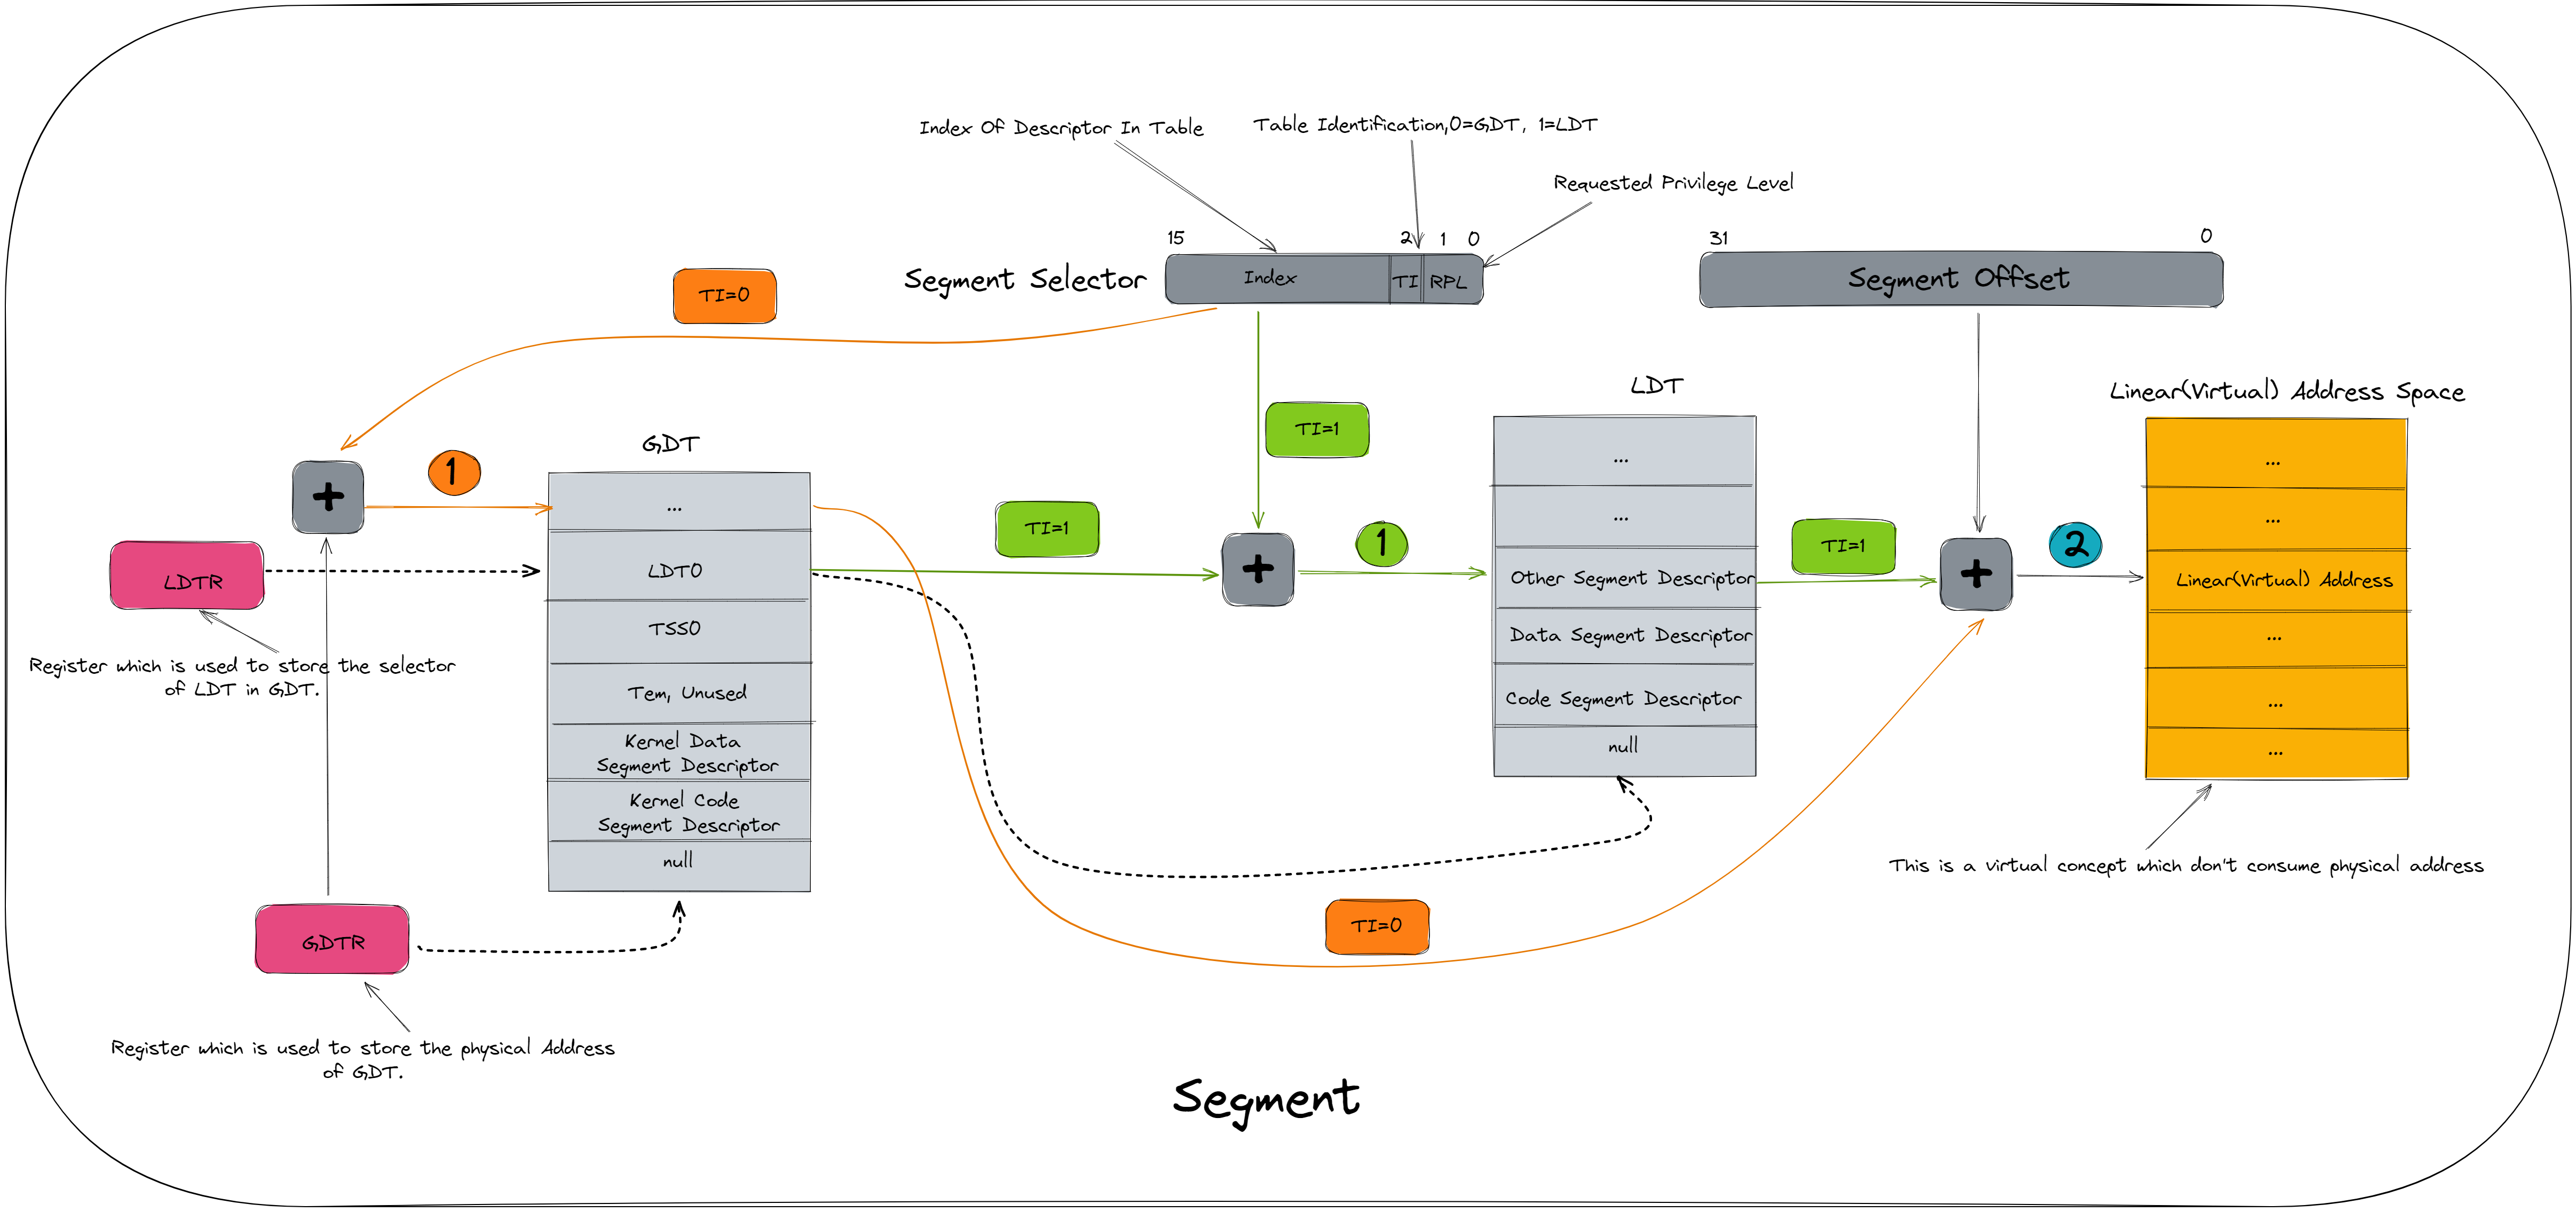 Index Of Descriptor In Table
Table Identification,0=GDT, 1=LDT
Requested Privilege Level
15
2
1
0
31
0
Segment Selector
Index
TI
RPL
Segment Offset
TI=0
LDT
Linear(Virtual) Address Space
TI=1
GDT
1
+
...
LDT0
TSS0
Tem, Unused
Kernel Data
Segment Descriptor
Kernel Code
Segment Descriptor
null
LDTR
Register which is used to store the selector
of LDT in GDT.
GDTR
Register which is used to store the physical Address
of GDT.
TI=1
+
1
...
...
Other Segment Descriptor
Data Segment Descriptor
Code Segment Descriptor
null
TI=1
+
2
...
...
Linear(Virtual) Address
...
...
...
This is a virtual concept which don't consume physical address
TI=0
Segment